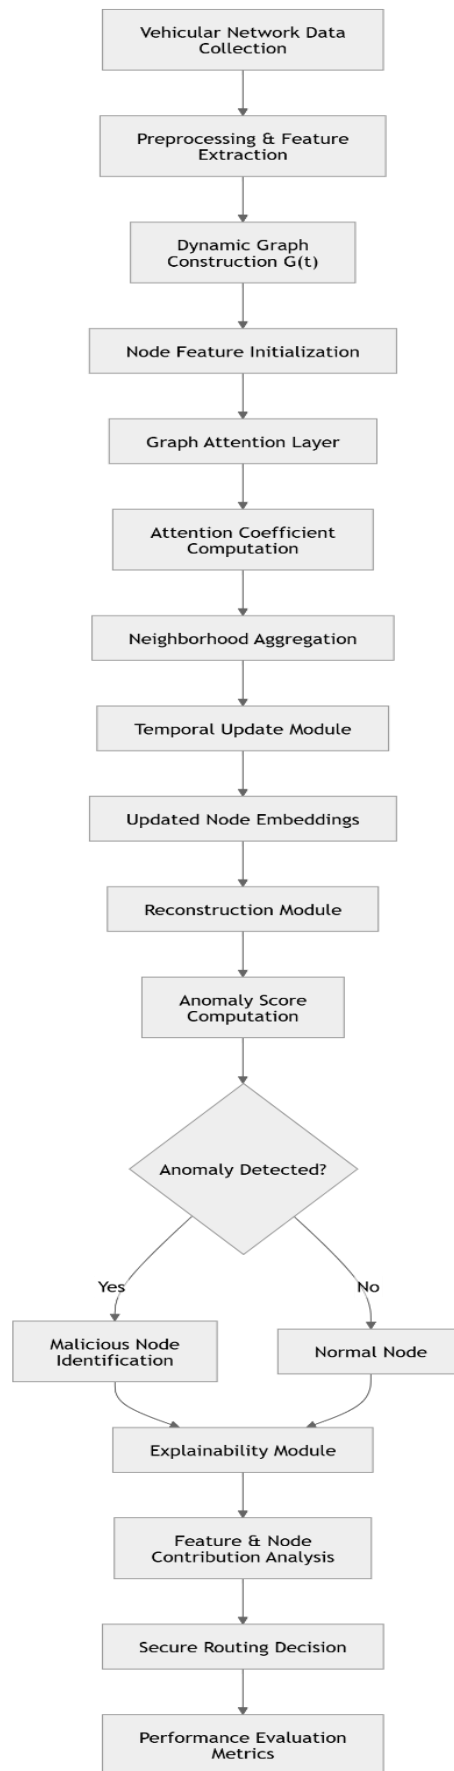 Vehicular Network Data
Collection
Preprocessing & Feature
Extraction
Dynamic Graph
Construction G(t)
Node Feature Initialization
Graph Attention Layer
Attention Coefficient
Computation
Neighborhood Aggregation
Temporal Update Module
Updated Node Embeddings
Reconstruction Module
Anomaly Score
Computation
Anomaly Detected?
Yes
No
Malicious Node
Identification
Normal Node
Explainability Module
Feature & Node
Contribution Analysis
Secure Routing Decision
Performance Evaluation
Metrics